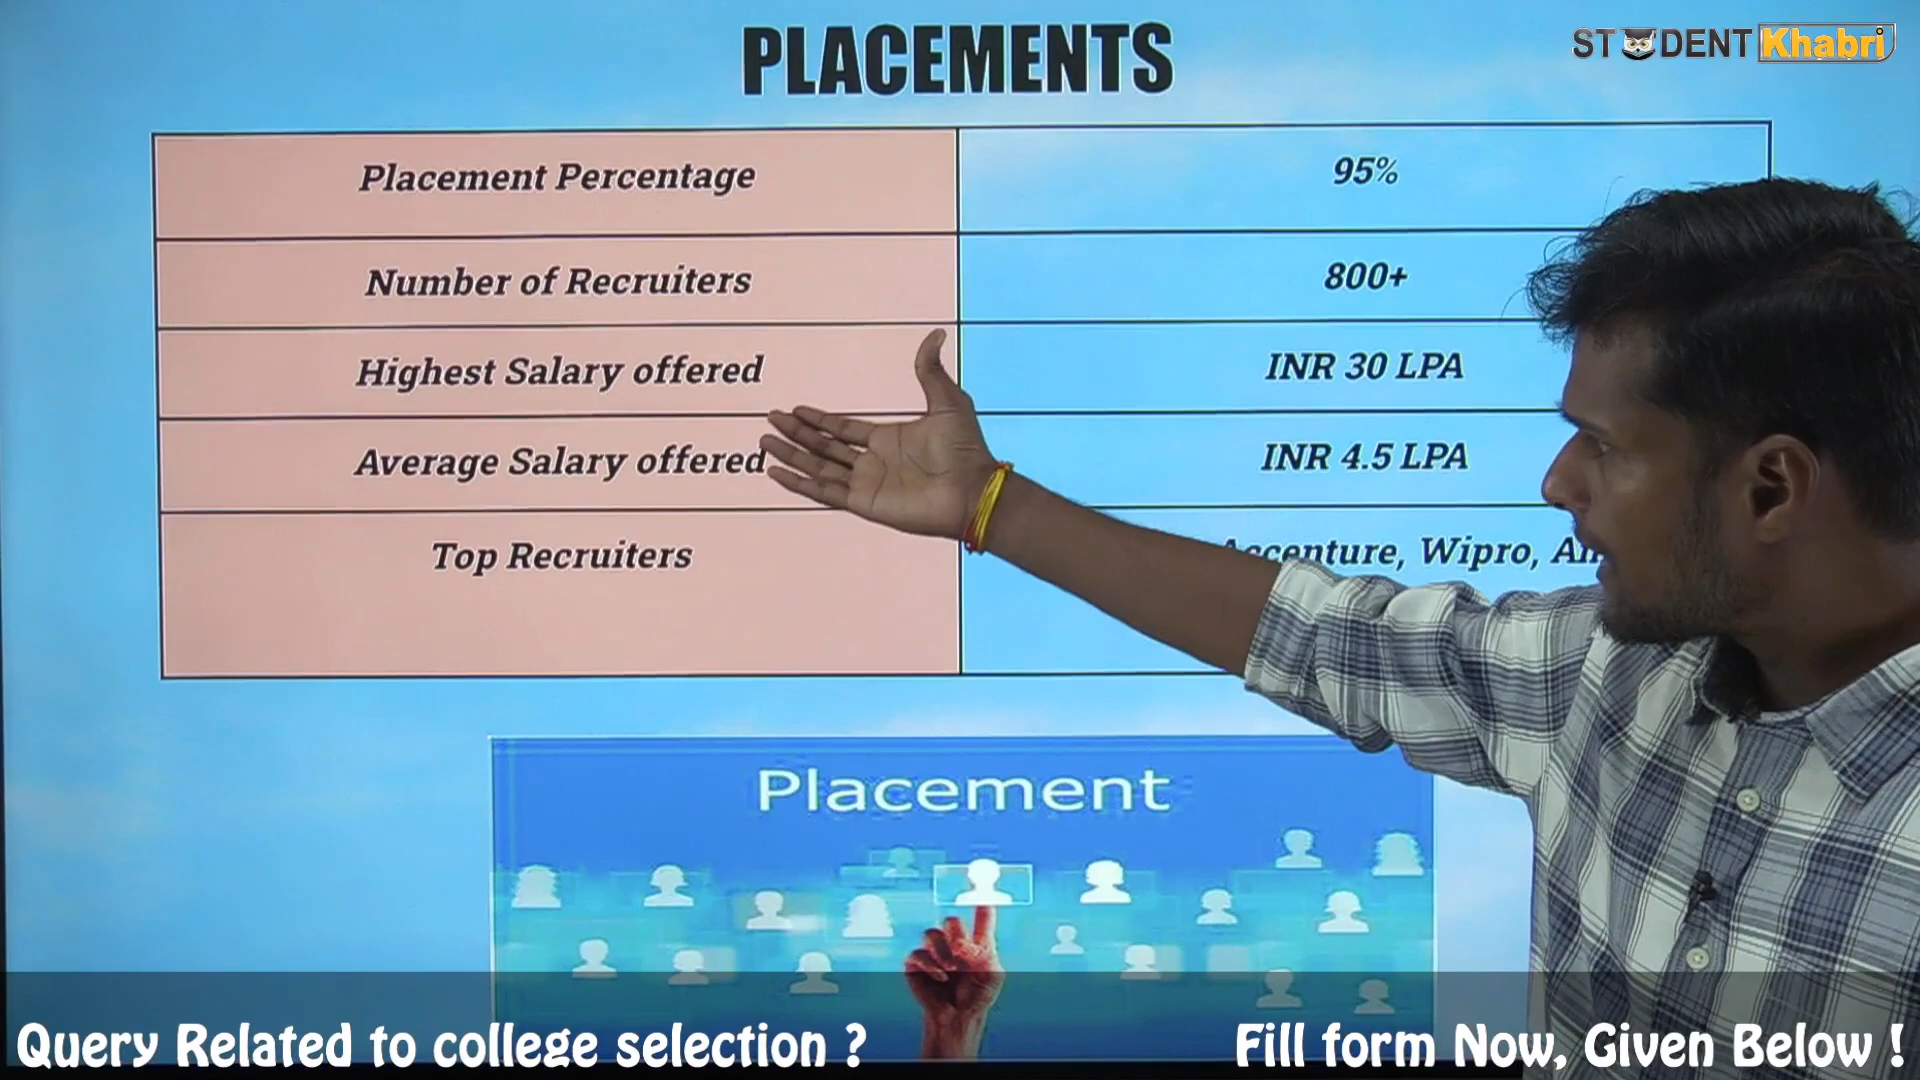 PLACEMENTS
STUDENT Khabri
Placement Percentage 95%
Number of Recruiters 800+
Highest Salary offered INR 30 LPA
Average Salary offered INR 4.5 LPA
Top Recruiters Accenture, Wipro,
Placement
Query Related to college selection ? Fill form Now, Given Below !